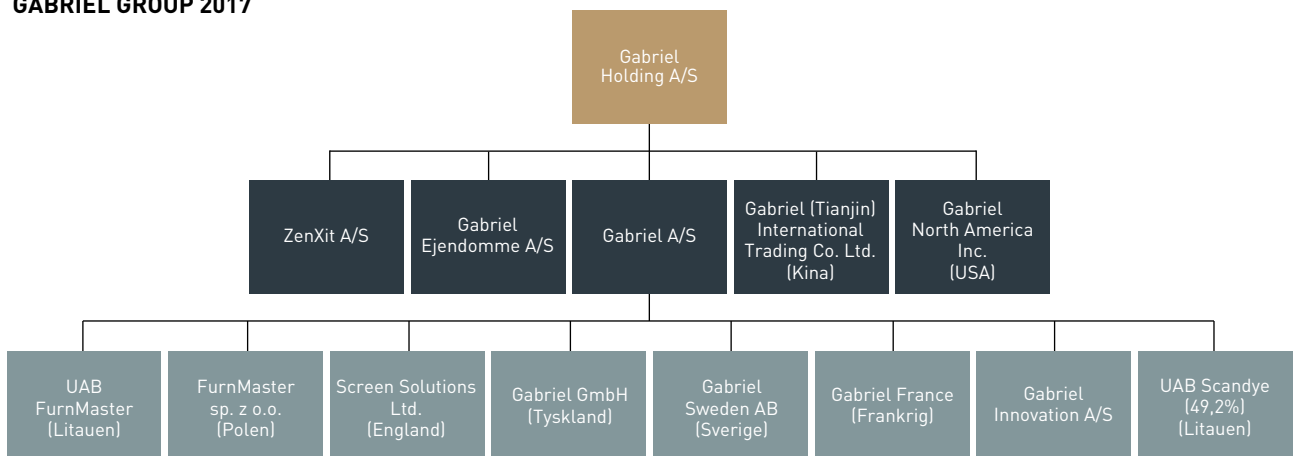 GABRIEL GROUP 2017
Gabriel
Holding A/S
ZenXit A/S
Gabriel
Ejendomme A/S
Gabriel A/S
Gabriel (Tianjin)
International
Trading Co. Ltd.
(Kina)
Gabriel
North America
Inc.
(USA)
UAB
FurnMaster
(Litauen)
FurnMaster
sp. z o.o.
(Polen)
Screen Solutions
Ltd.
(England)
Gabriel GmbH
(Tyskland)
Gabriel
Sweden AB
(Sverige)
Gabriel France
(Frankrig)
Gabriel
Innovation A/S
UAB Scandye
(49,2%)
(Litauen)